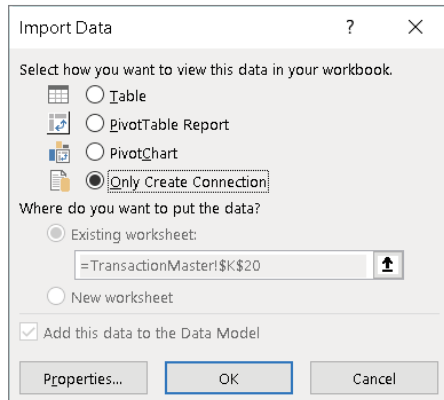 Import Data ?
Select how you want to view this data in your workbook.
Table
PivotTable Report
PivotChart
Only Create Connection
Where do you want to put the data?
Existing worksheet:
=TransactionMaster!$K$20
New worksheet
Add this data to the Data Model
Properties... OK Cancel